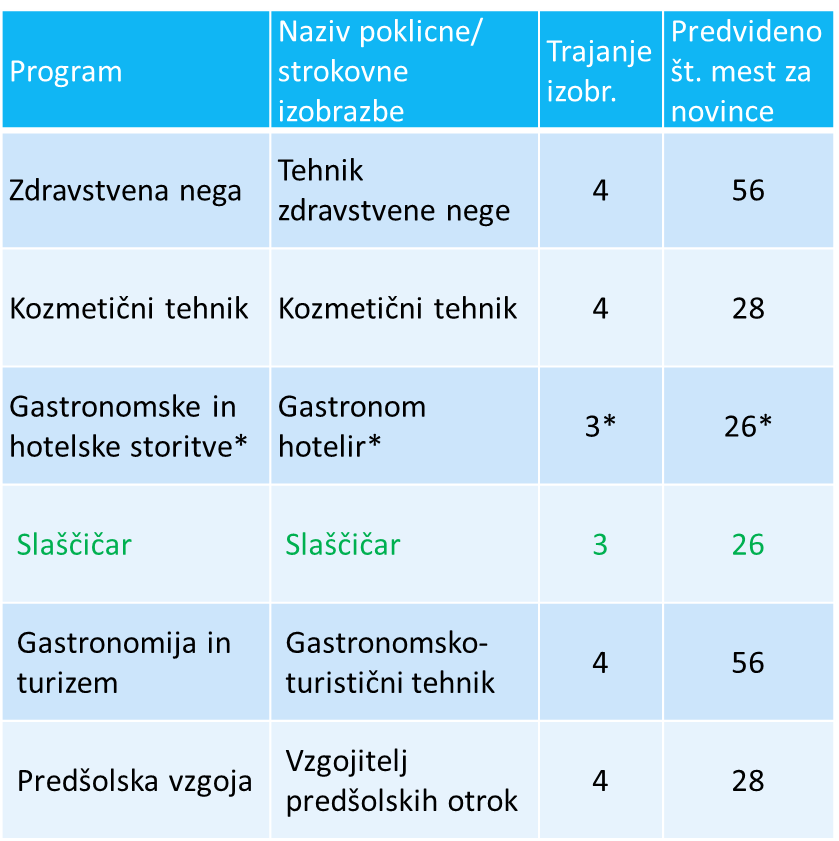 Program
Naziv poklicne/
strokovne
izobrazbe
Trajanje
izobr.
Predvideno
št. mest za
novince
Zdravstvena nega
Tehnik
zdravstvene nege
4
56
Kozmetični tehnik
Kozmetični tehnik
4
28
Gastronomske in
hotelske storitve*
Gastronom
hotelir*
3*
26*
Slaščičar
Slaščičar
3
26
Gastronomija in
turizem
Gastronomsko-
turistični tehnik
4
56
Predšolska vzgoja
Vzgojitelj
predšolskih otrok
4
28